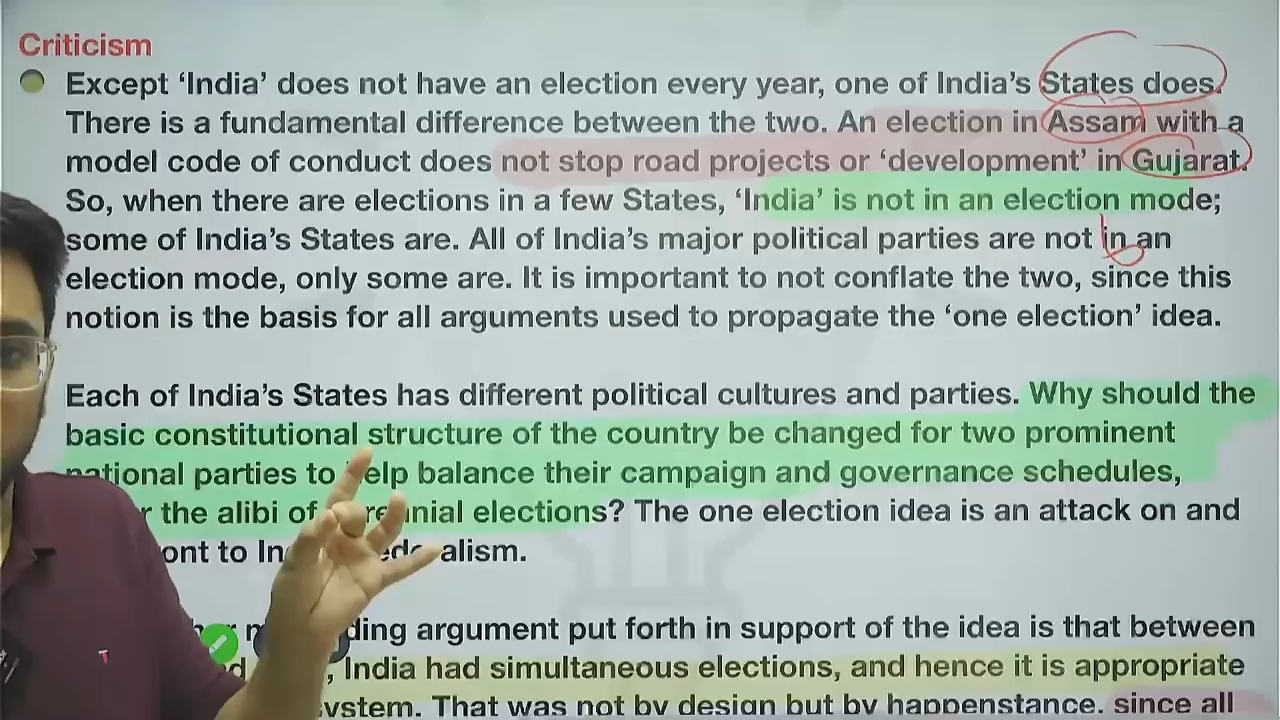 Criticism
Except ‘India’ does not have an election every year, one of India’s States does.
There is a fundamental difference between the two. An election in Assam with a
model code of conduct does not stop road projects or ‘development’ in Gujarat.
So, when there are elections in a few States, ‘India’ is not in an election mode;
some of India’s States are. All of India’s major political parties are not in an
election mode, only some are. It is important to not conflate the two, since this
notion is the basis for all arguments used to propagate the ‘one election’ idea.
Each of India’s States has different political cultures and parties. Why should the
basic constitutional structure of the country be changed for two prominent
national parties to help balance their campaign and governance schedules,
the alibi of elections? The one election idea is an attack on and
to
argument put forth in support of the idea is that between
, India had simultaneous elections, and hence it is appropriate
system. That was not by design but by happenstance, since all